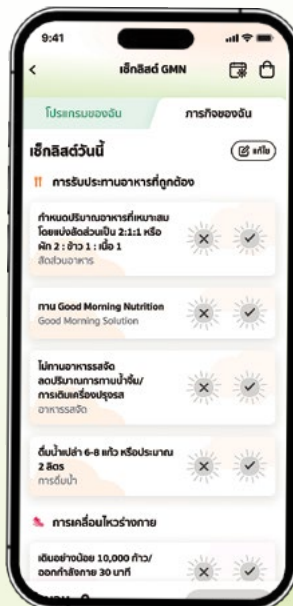 9:41
เช็กลิสต์ GMN
โปรแกรมของฉัน
ภารกิจของฉัน
เช็กลิสต์วันนี้
แก้ไข
การรับประทานอาหารที่ถูกต้อง
กำหนดปริมาณอาหารที่เหมาะสม
โดยแบ่งสัดส่วนเป็น 2:1:1 หรือ
ผัก 2 : ข้าว 1 : เนื้อ 1
สัดส่วนอาหาร
ทาน Good Morning Nutrition
Good Morning Solution
ไม่ทานอาหารรสจัด
ลดปริมาณการทานน้ำจิ้ม/
การเติมเครื่องปรุงรส
อาหารรสจัด
ดื่มน้ำเปล่า 6-8 แก้ว หรือประมาณ
2 ลิตร
การดื่มน้ำ
การเคลื่อนไหวร่างกาย
เดินอย่างน้อย 10,000 ก้าว/
ออกกำลังกาย 30 นาที